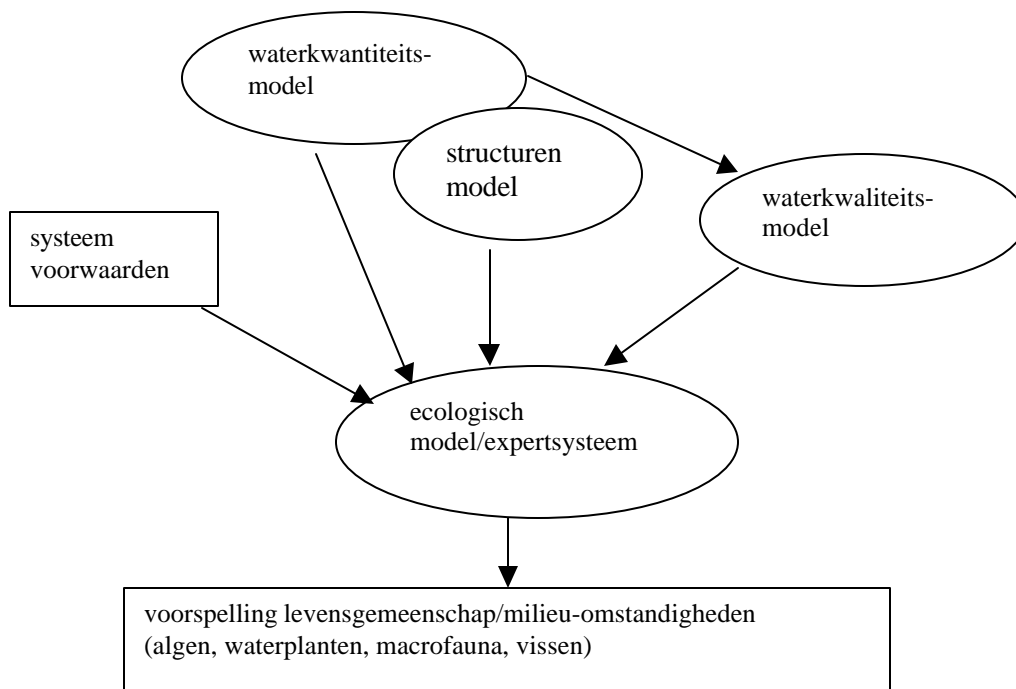 waterkwantiteits-
model
structuren
model
waterkwaliteits-
model
systeem
voorwaarden
ecologisch
model/expertsysteem
voorspelling levensgemeenschap/milieu-omstandigheden
(algen, waterplanten, macrofauna, vissen)